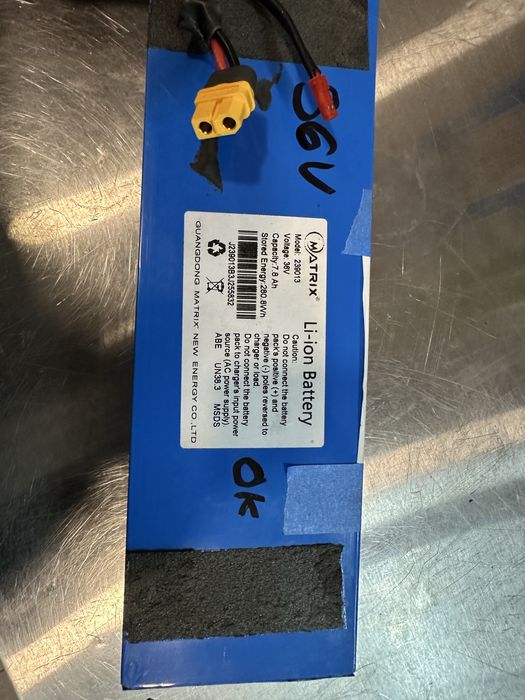 36V
MATRIX®
Li-ion Battery
Model: 239013
Voltage: 36V
Capacity:7.8 Ah
Stored Energy:280.8Wh
J239013B3J255832
Caution:
Do not connect the battery
pack's positive (+) and
negative (-) poles reversed to
charger or load.
Do not connect the battery
pack to charger's input power
source (AC power supply)
ABE UN38.3 MSDS
GUANGDONG MATRIX NEW ENERGY CO.,LTD
OK